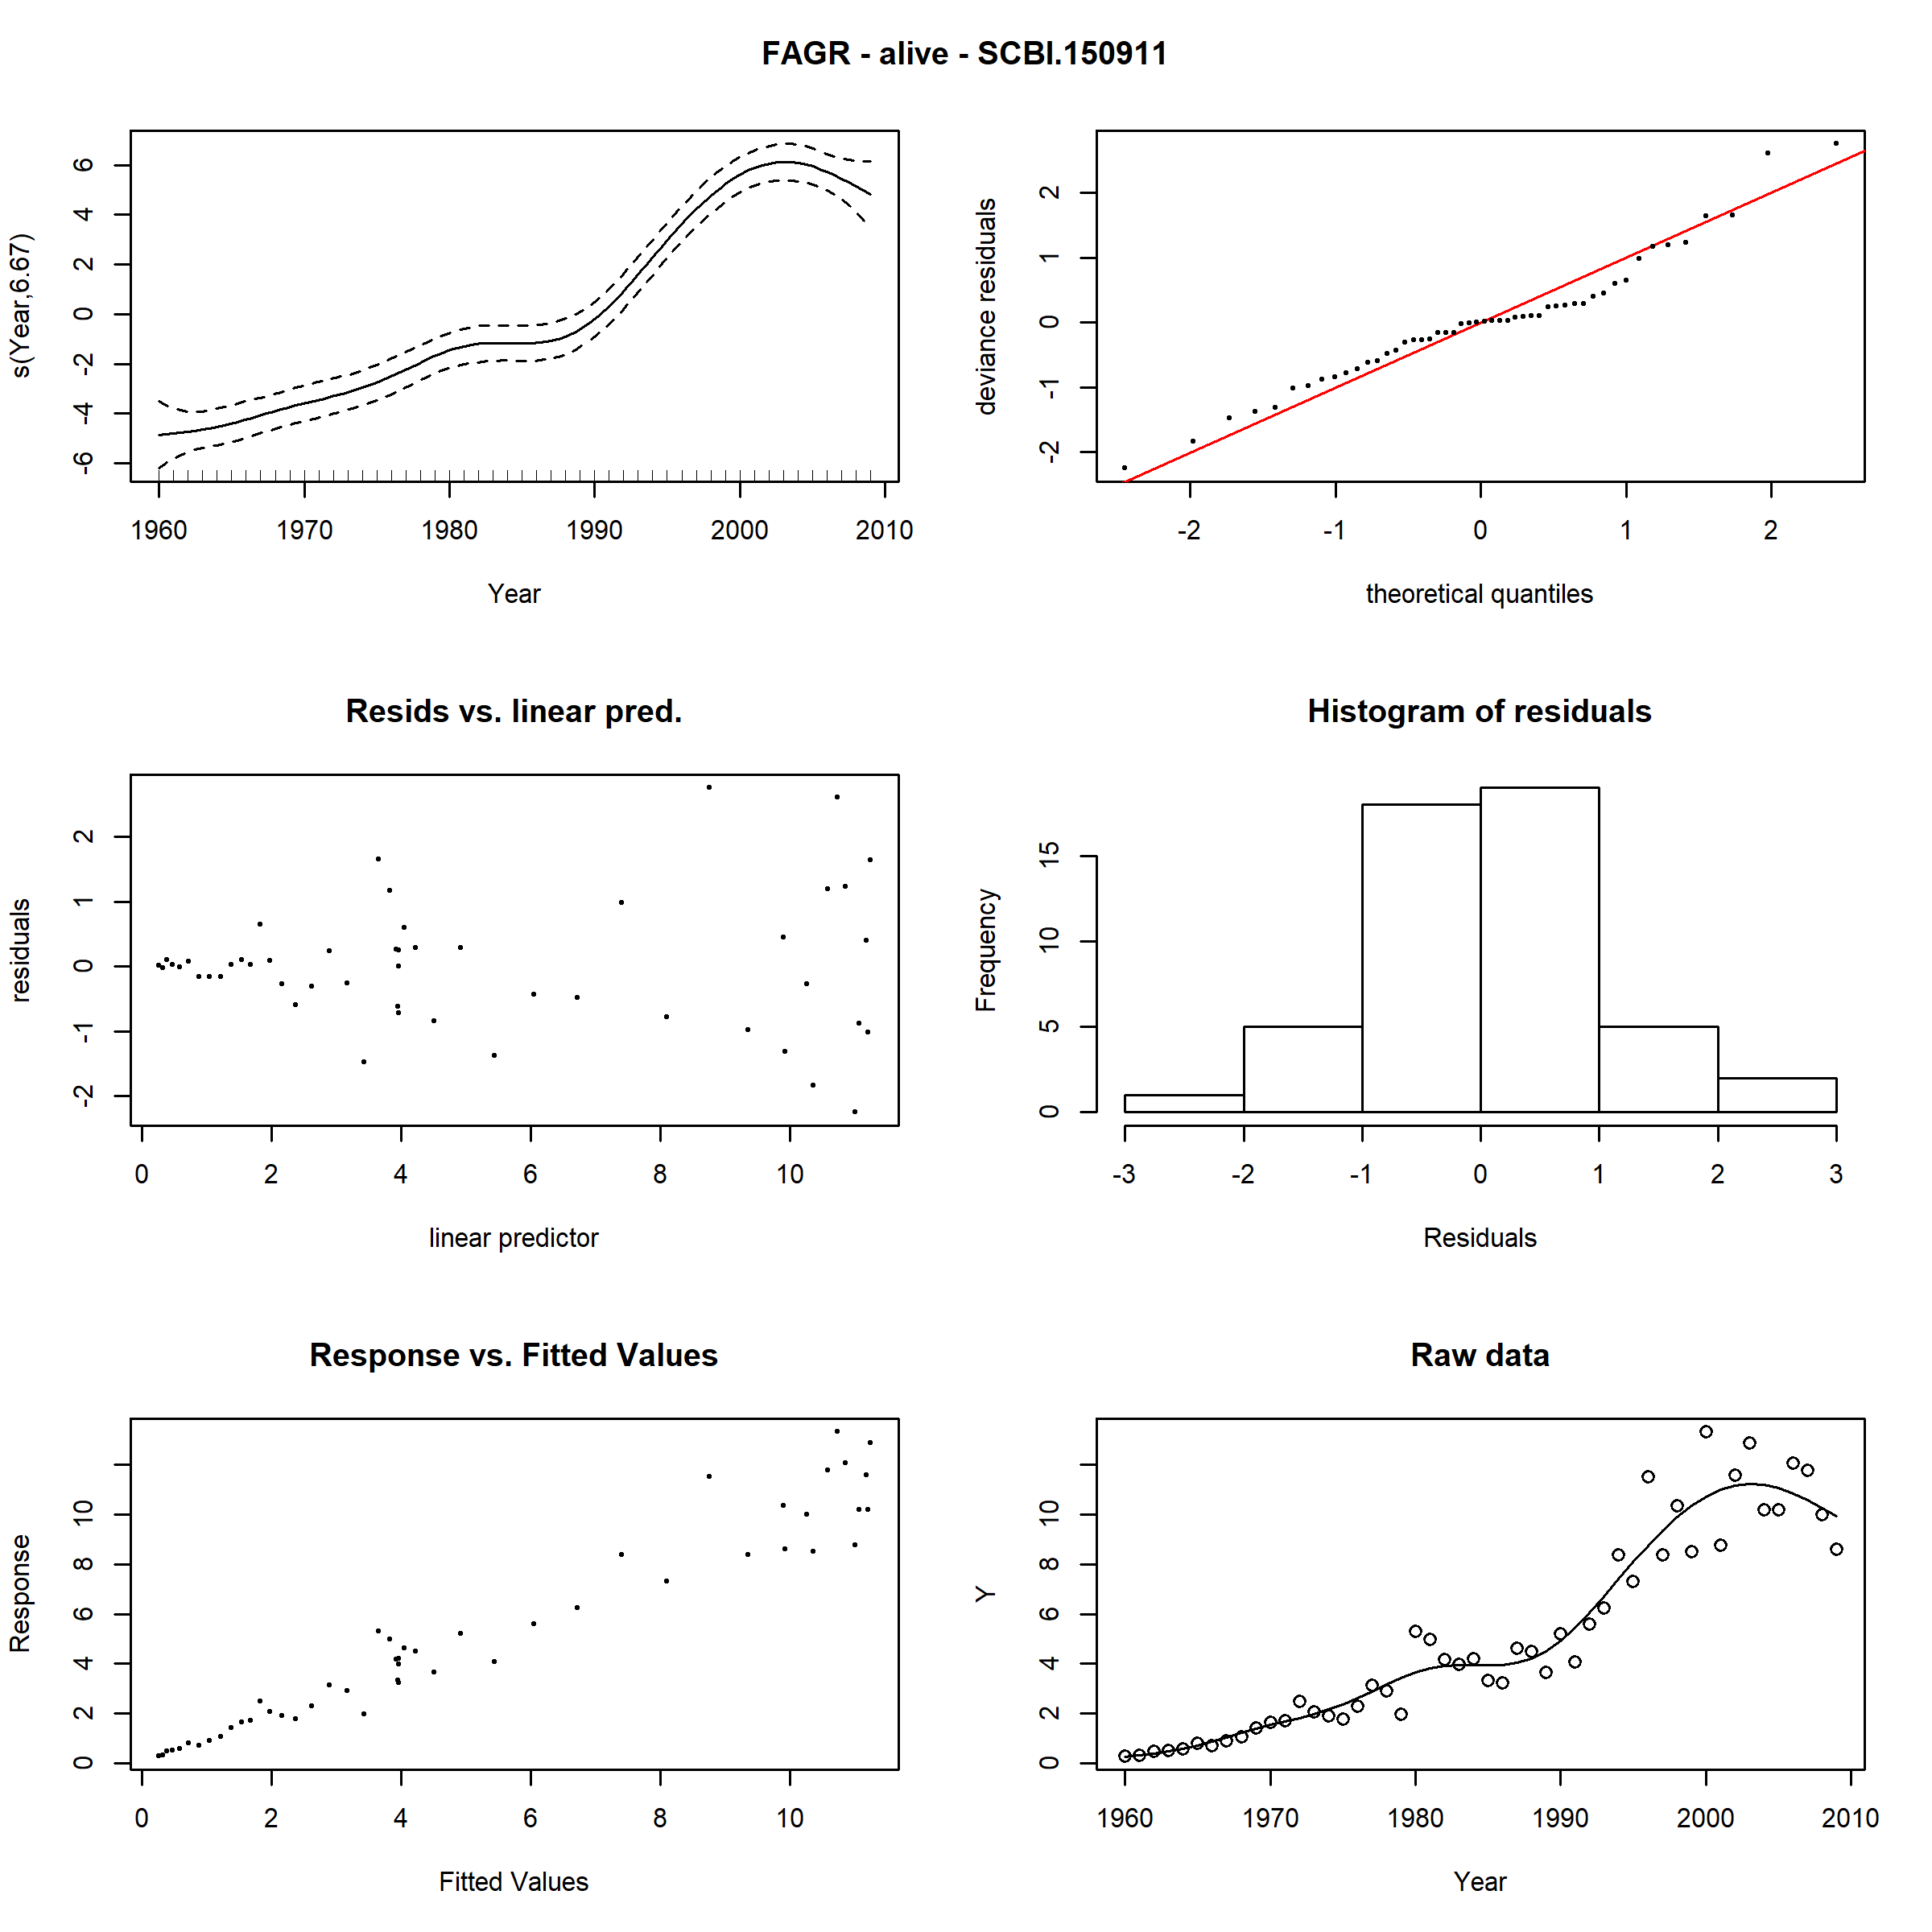 FAGR - alive - SCBI.150911
s(Year,6.67)
6
4
2
0
-2
-4
-6
1960 1970 1980 1990 2000 2010
Year
deviance residuals
2
1
0
-1
-2
-2 -1 0 1 2
theoretical quantiles
Resids vs. linear pred.
residuals
2
1
0
-1
-2
0 2 4 6 8 10
linear predictor
Histogram of residuals
Frequency
15
10
5
0
-3 -2 -1 0 1 2 3
Residuals
Response vs. Fitted Values
Response
10
8
6
4
2
0
0 2 4 6 8 10
Fitted Values
Raw data
Y
10
8
6
4
2
0
1960 1970 1980 1990 2000 2010
Year